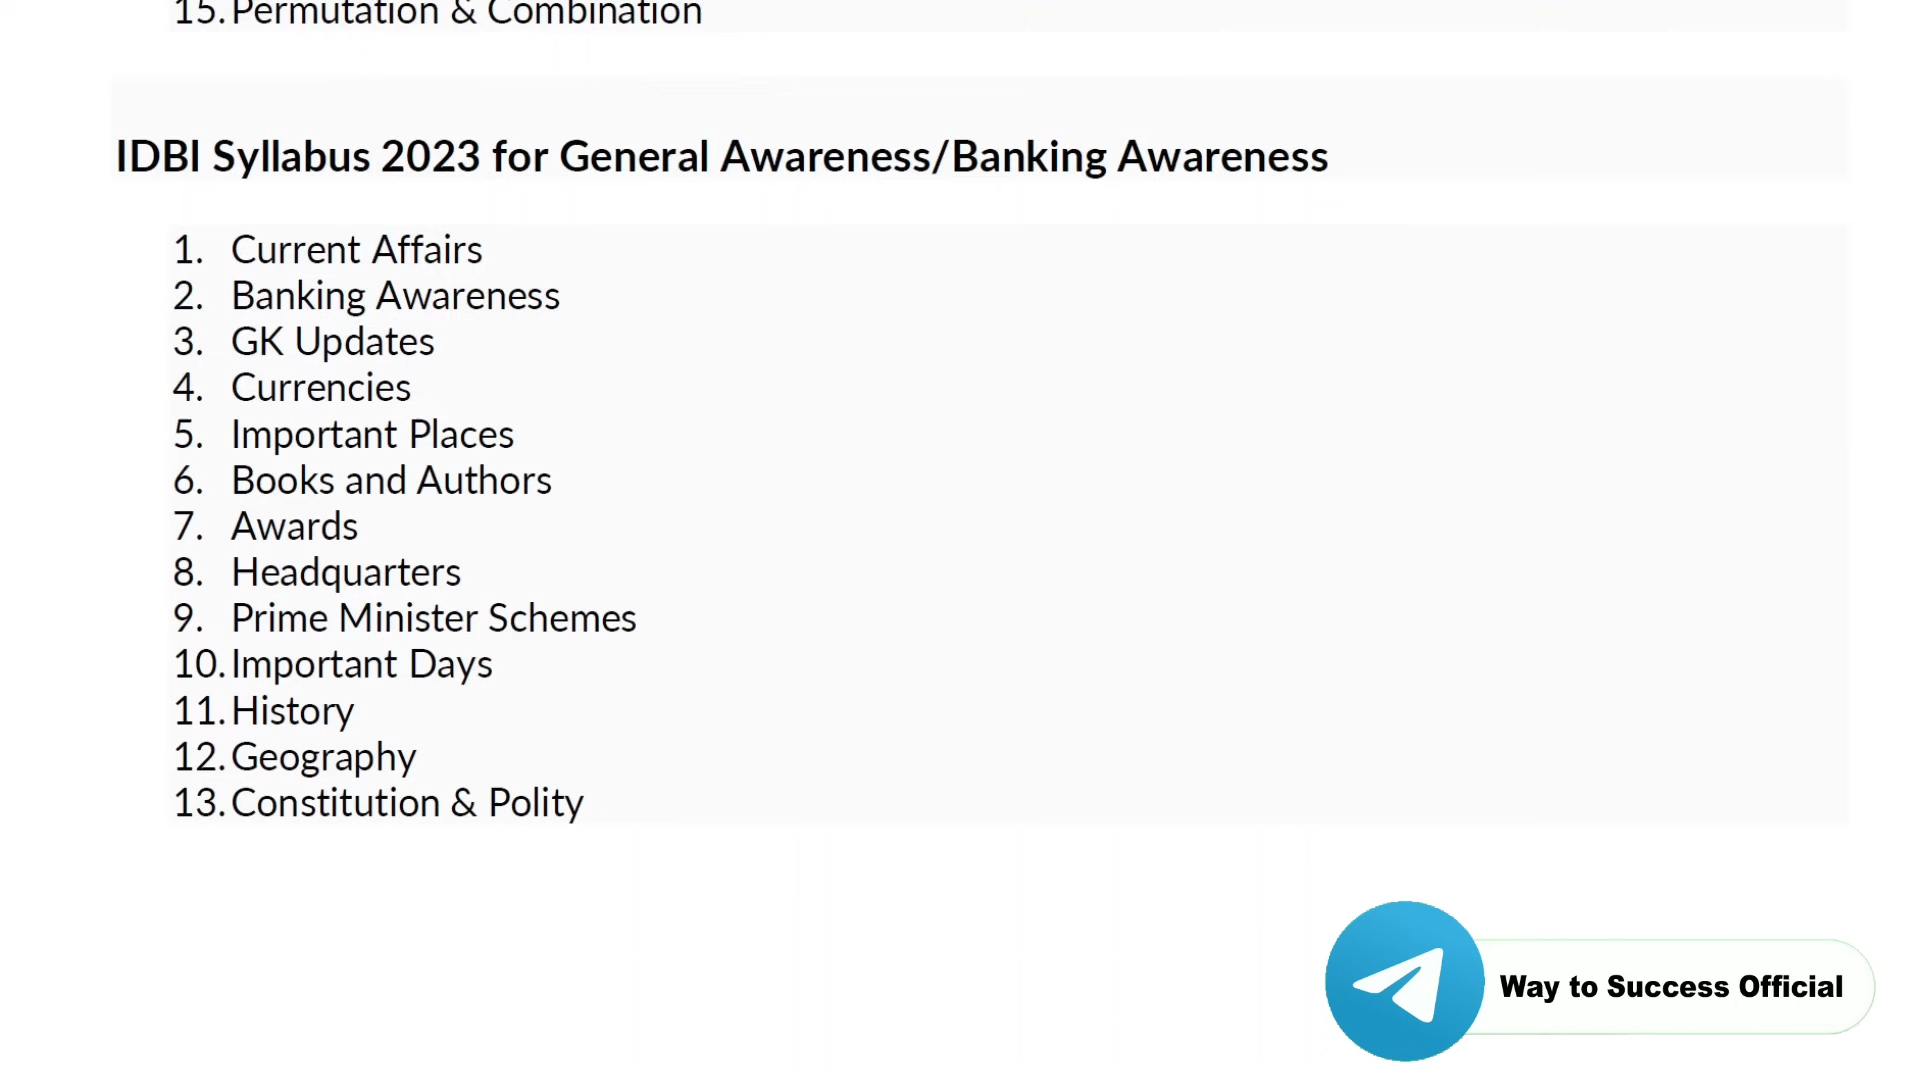 15. Permutation & Combination
IDBI Syllabus 2023 for General Awareness/Banking Awareness
1. Current Affairs
2. Banking Awareness
3. GK Updates
4. Currencies
5. Important Places
6. Books and Authors
7. Awards
8. Headquarters
9. Prime Minister Schemes
10. Important Days
11. History
12. Geography
13. Constitution & Polity
Way to Success Official